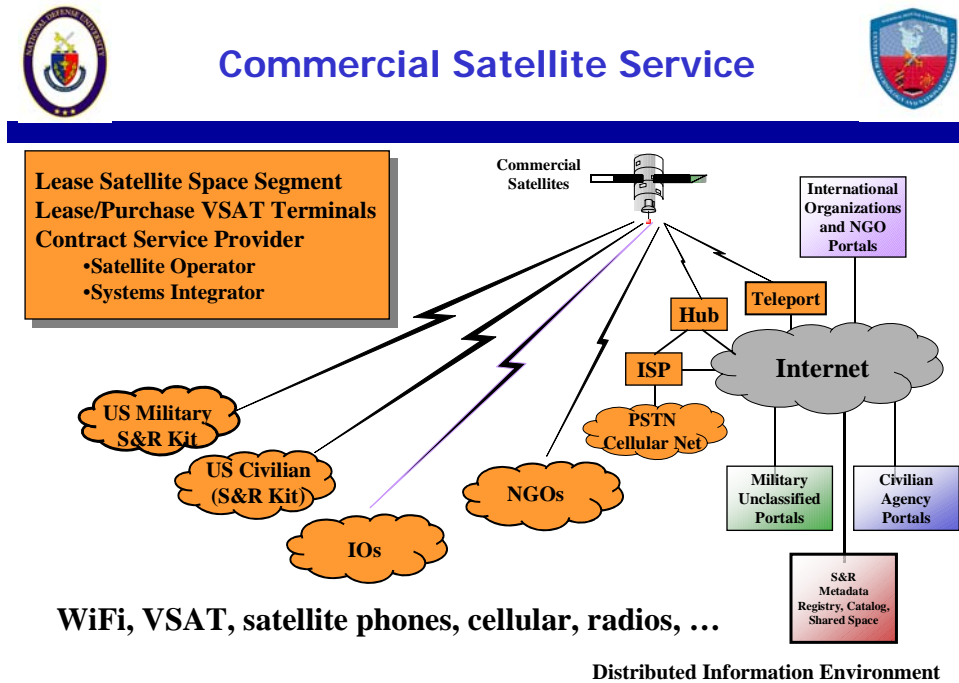 NATIONAL DEFENSE UNIVERSITY
Commercial Satellite Service
Lease Satellite Space Segment
Lease/Purchase VSAT Terminals
Contract Service Provider
•Satellite Operator
•Systems Integrator
Commercial
Satellites
International
Organizations
and NGO
Portals
Teleport
Hub
Internet
ISP
PSTN
Cellular Net
US Military
S&R Kit
US Civilian
(S&R Kit)
IOs
NGOs
Military
Unclassified
Portals
Civilian
Agency
Portals
S&R
Metadata
Registry, Catalog,
Shared Space
WiFi, VSAT, satellite phones, cellular, radios, …
Distributed Information Environment